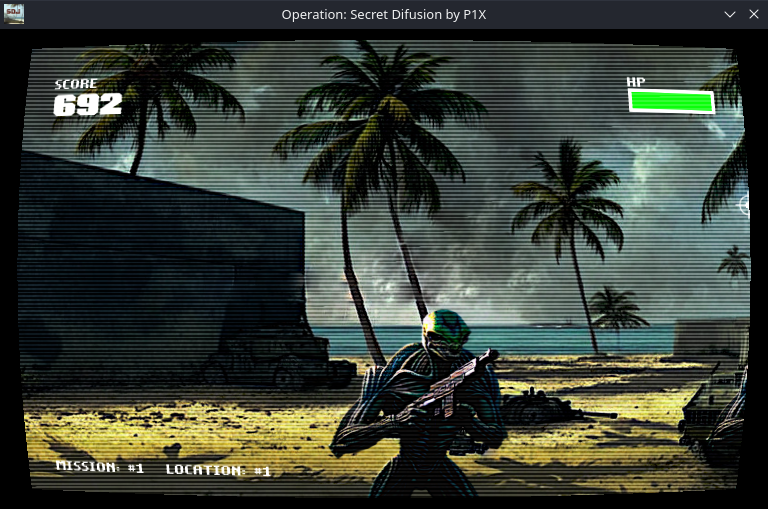 Operation: Secret Difusion by P1X
SCORE
692
HP
MISSION: #1 LOCATION: #1